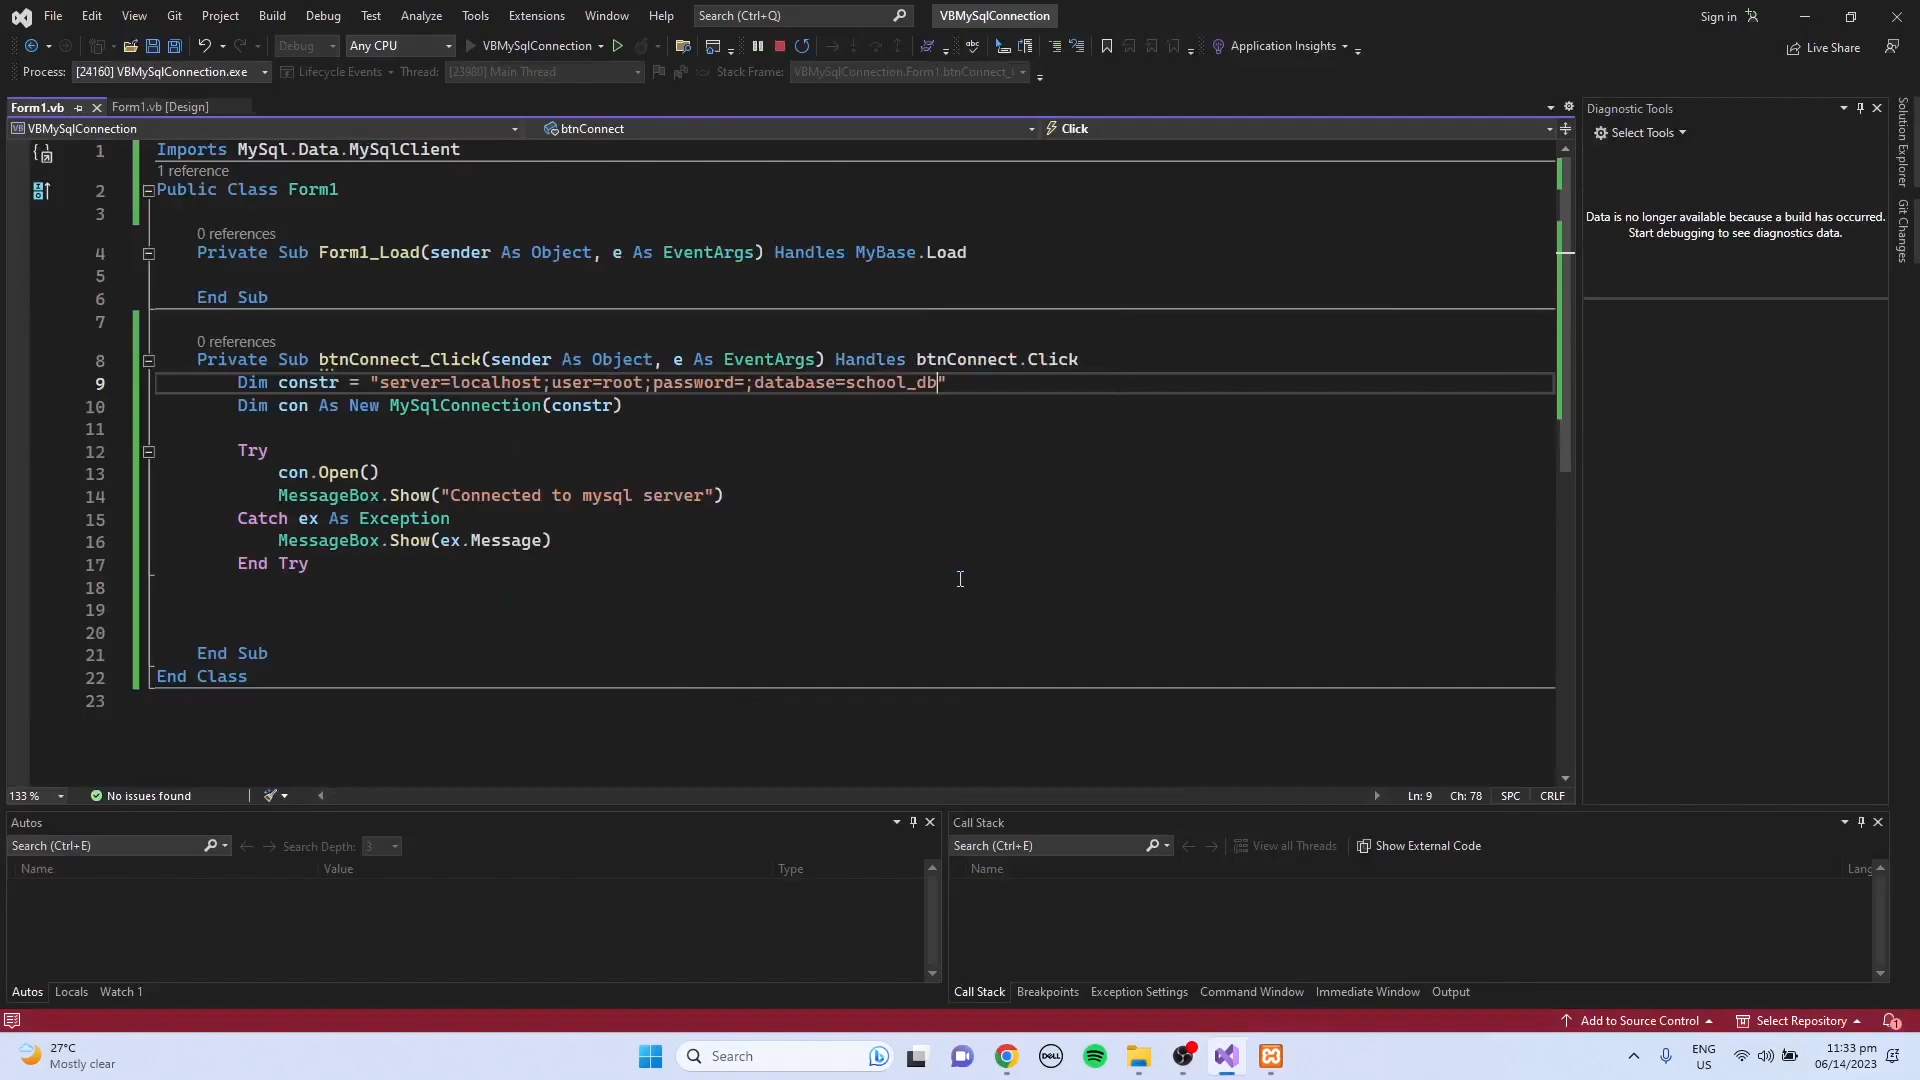 File Edit View Git Project Build Debug Test Analyze Tools Extensions Window Help Search (Ctrl+Q) VBMySqlConnection Sign in
Debug Any CPU VBMySqlConnection Application Insights Live Share
Process: [24160] VBMySqlConnection.exe Lifecycle Events Thread: [23980] Main Thread Stack Frame: VBMySqlConnection.Form1.btnConnect_
Form1.vb Form1.vb [Design]
VBMySqlConnection btnConnect Click
1 Imports MySql.Data.MySqlClient
1 reference
2 Public Class Form1
3
0 references
4 Private Sub Form1_Load(sender As Object, e As EventArgs) Handles MyBase.Load
5
6 End Sub
7
0 references
8 Private Sub btnConnect_Click(sender As Object, e As EventArgs) Handles btnConnect.Click
9 Dim constr = "server=localhost;user=root;password=;database=school_db"
10 Dim con As New MySqlConnection(constr)
11
12 Try
13 con.Open()
14 MessageBox.Show("Connected to mysql server")
15 Catch ex As Exception
16 MessageBox.Show(ex.Message)
17 End Try
18
19
20
21 End Sub
22 End Class
23
133 % No issues found Ln: 9 Ch: 78 SPC CRLF
Diagnostic Tools
Select Tools
Data is no longer available because a build has occurred.
Start debugging to see diagnostics data.
Solution Explorer
Git Changes
Autos
Search (Ctrl+E) Search Depth: 3
Name Value Type
Autos Locals Watch 1
Call Stack
Search (Ctrl+E) View all Threads Show External Code
Name Lang
Call Stack Breakpoints Exception Settings Command Window Immediate Window Output
Add to Source Control Select Repository 1
27°C
Mostly clear
Search
DELL
ENG
US
11:33 pm
06/14/2023